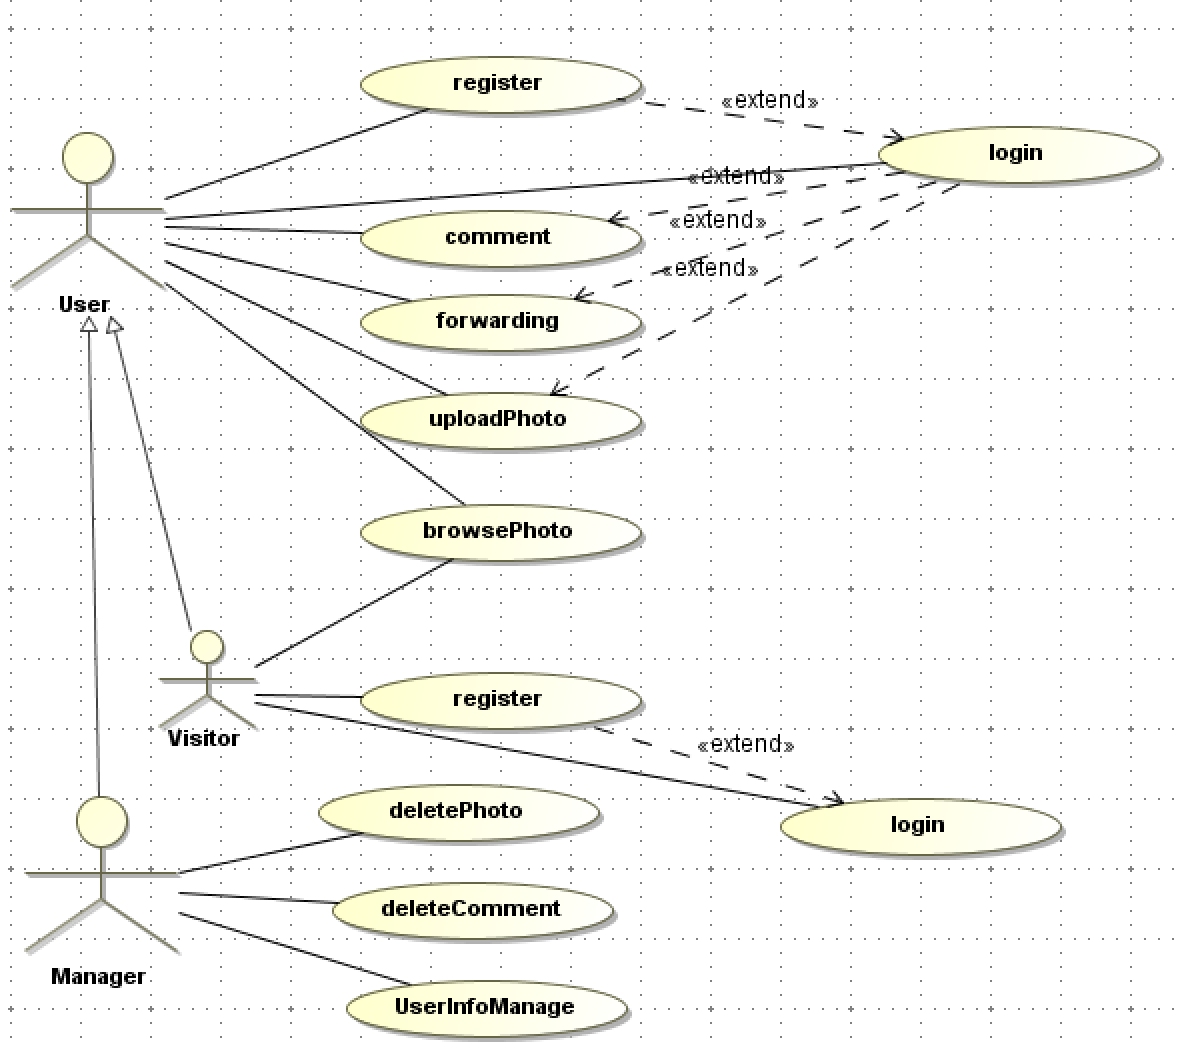 register
«extend»
login
«extend»
«extend»
comment
«extend»
User
forwarding
uploadPhoto
browsePhoto
register
Visitor
«extend»
deletePhoto
login
deleteComment
Manager
UserInfoManage